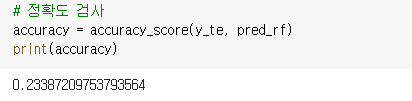 # 정확도 검사
accuracy = accuracy_score(y_te, pred_rf)
print(accuracy)
0.23387209753793564